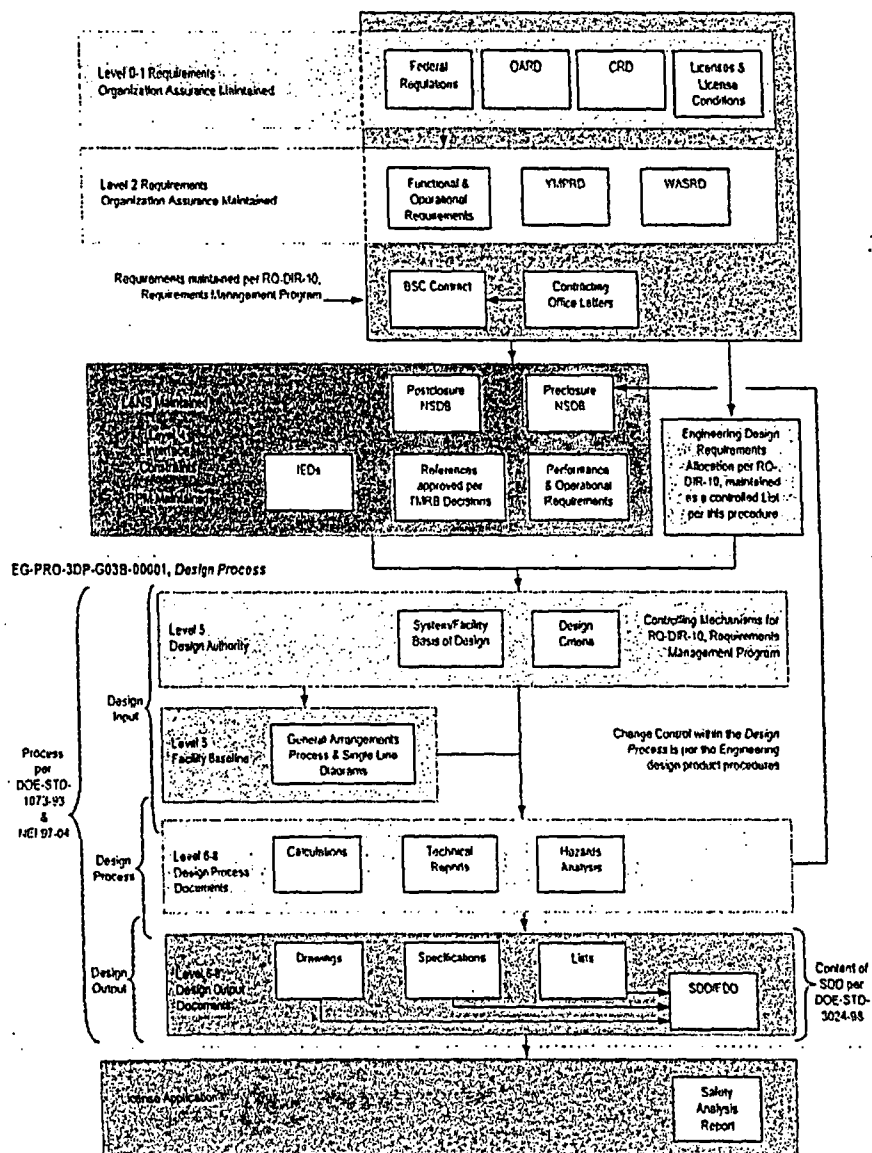 Level 0-1 Requirements
Organization Assurance Maintained
Federal
Regulations
QARD
CRD
Licenses &
License
Conditions
Level 2 Requirements
Organization Assurance Maintained
Functional &
Operational
Requirements
YMPRD
WASRD
Requirements maintained per RO-DIR-10,
Requirements Management Program
BSC Contract
Contracting
Office Letters
L&NS Maintained
Interface
Constraints
Maintained
Postclosure
NSDB
Preclosure
NSDB
IEDs
References
approved per
TMRB Decisions
Performance
& Operational
Requirements
Engineering Design
Requirements
Allocation per RO-
DIR-10, maintained
as a controlled List
per this procedure
EG-PRO-3DP-G03B-00001, Design Process
Level 5
Design Authority
System/Facility
Basis of Design
Design
Criteria
Controlling Mechanisms for
RO-DIR-10, Requirements
Management Program
Design
Input
Level 5
Facility Baseline
General Arrangements
Process & Single Line
Diagrams
Change Control within the Design
Process is per the Engineering
design product procedures
Process
per
DOE-STD-
1073-93
&
NEI 97-04
Design
Process
Level 6-8
Design Process
Documents
Calculations
Technical
Reports
Hazards
Analysis
Design
Output
Level 6-8
Design Output
Documents
Drawings
Specifications
Lists
SDD/FDD
Content of
SDD per
DOE-STD-
3024-98
License Application
Safety
Analysis
Report